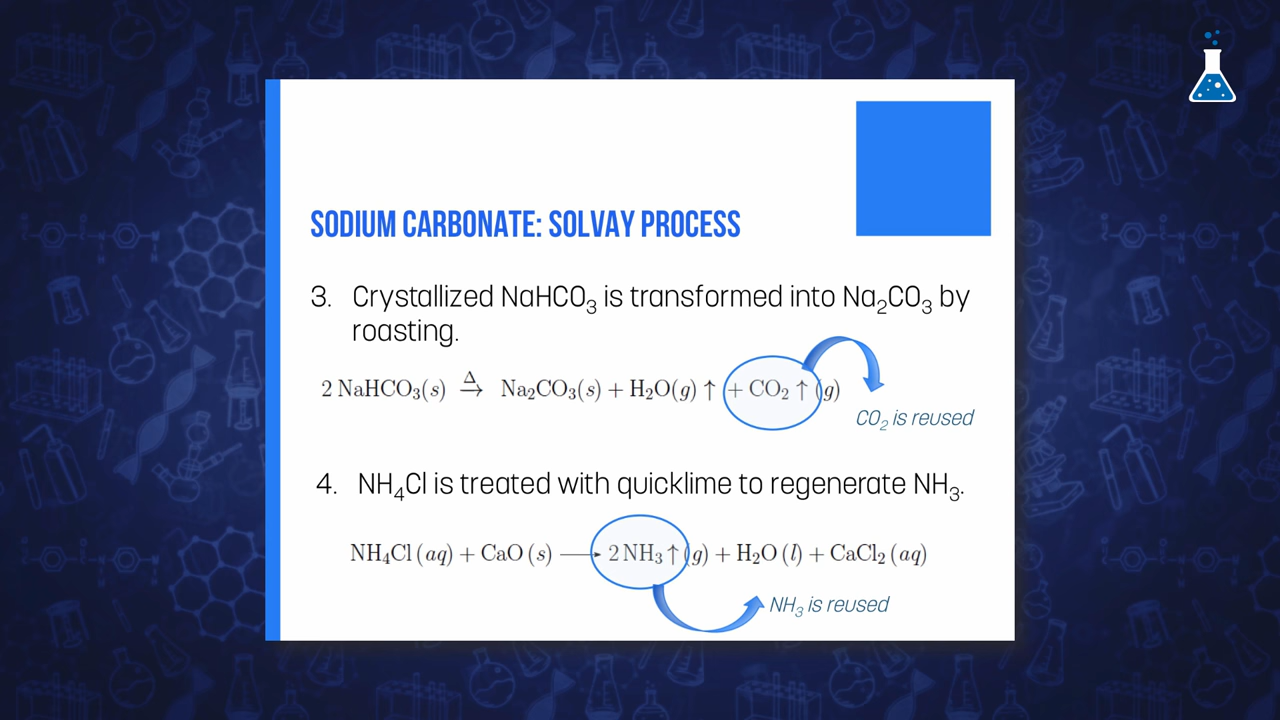 SODIUM CARBONATE: SOLVAY PROCESS
3. Crystallized NaHCO₃ is transformed into Na₂CO₃ by
roasting.
2 NaHCO₃(s) →^Δ Na₂CO₃(s) + H₂O(g) ↑ + CO₂ ↑ (g)
CO₂ is reused
4. NH₄Cl is treated with quicklime to regenerate NH₃.
NH₄Cl (aq) + CaO (s) ⟶ 2 NH₃ ↑ (g) + H₂O (l) + CaCl₂ (aq)
NH₃ is reused